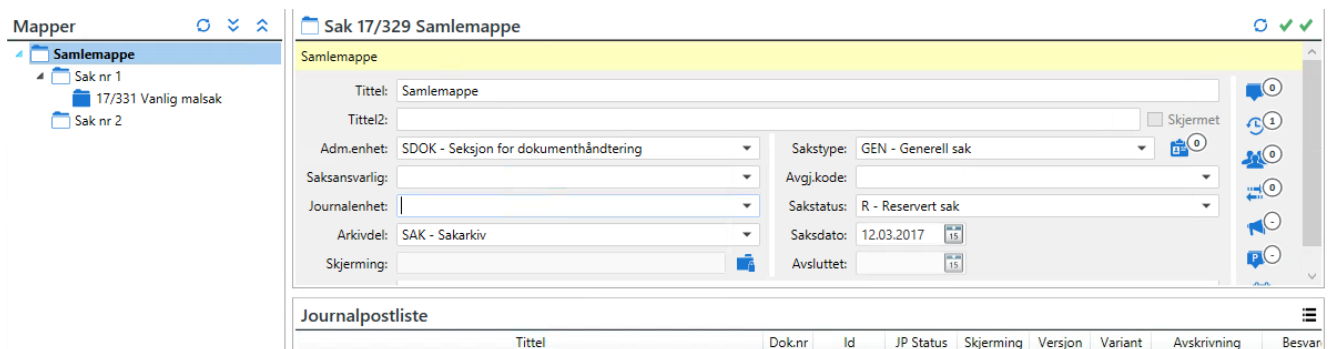 Mapper
Samlemappe
Sak nr 1
17/331 Vanlig malsak
Sak nr 2
Sak 17/329 Samlemappe
Samlemappe
Tittel: Samlemappe
Tittel2: Skjermet
Adm.enhet: SDOK - Seksjon for dokumenthåndtering Sakstype: GEN - Generell sak 0
Saksansvarlig: Avgj.kode:
Journalenhet: Sakstatus: R - Reservert sak
Arkivdel: SAK - Sakarkiv Saksdato: 12.03.2017 15
Skjerming: Avsluttet: 15
0
1
0
0
-
P -
Journalpostliste
Tittel Dok.nr Id JP Status Skjerming Versjon Variant Avskrivning Besvar